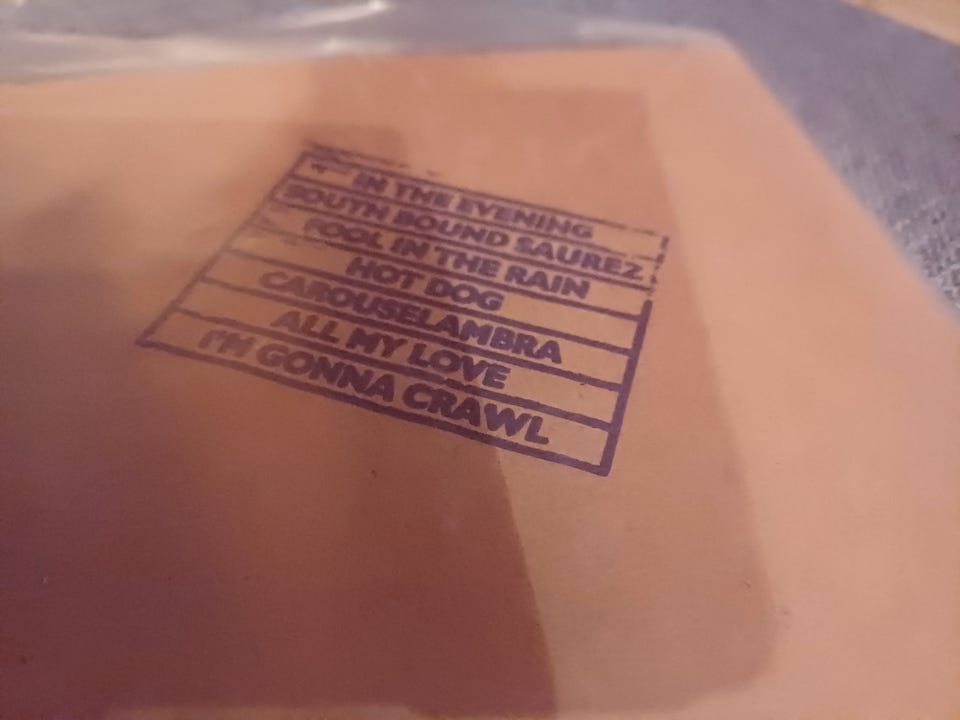 IN THE EVENING
SOUTH BOUND SAUREZ
FOOL IN THE RAIN
HOT DOG
CAROUSELAMBRA
ALL MY LOVE
I'M GONNA CRAWL